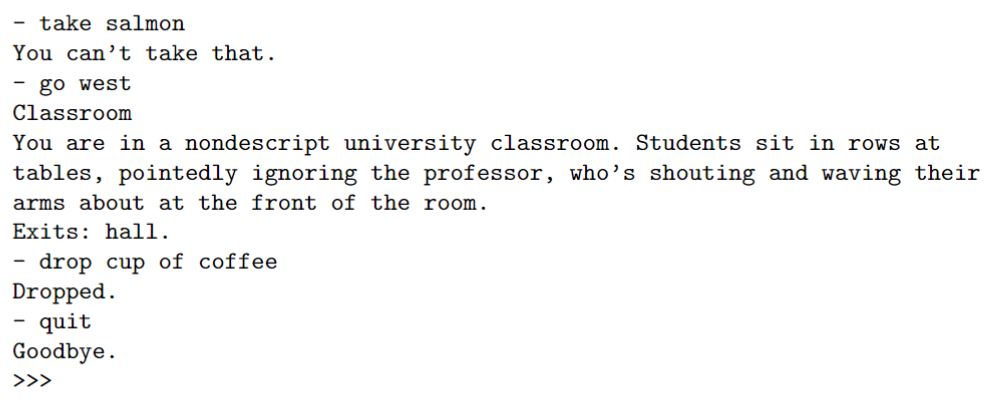 - take salmon
You can't take that.
- go west
Classroom
You are in a nondescript university classroom. Students sit in rows at
tables, pointedly ignoring the professor, who's shouting and waving their
arms about at the front of the room.
Exits: hall.
- drop cup of coffee
Dropped.
- quit
Goodbye.
>>>